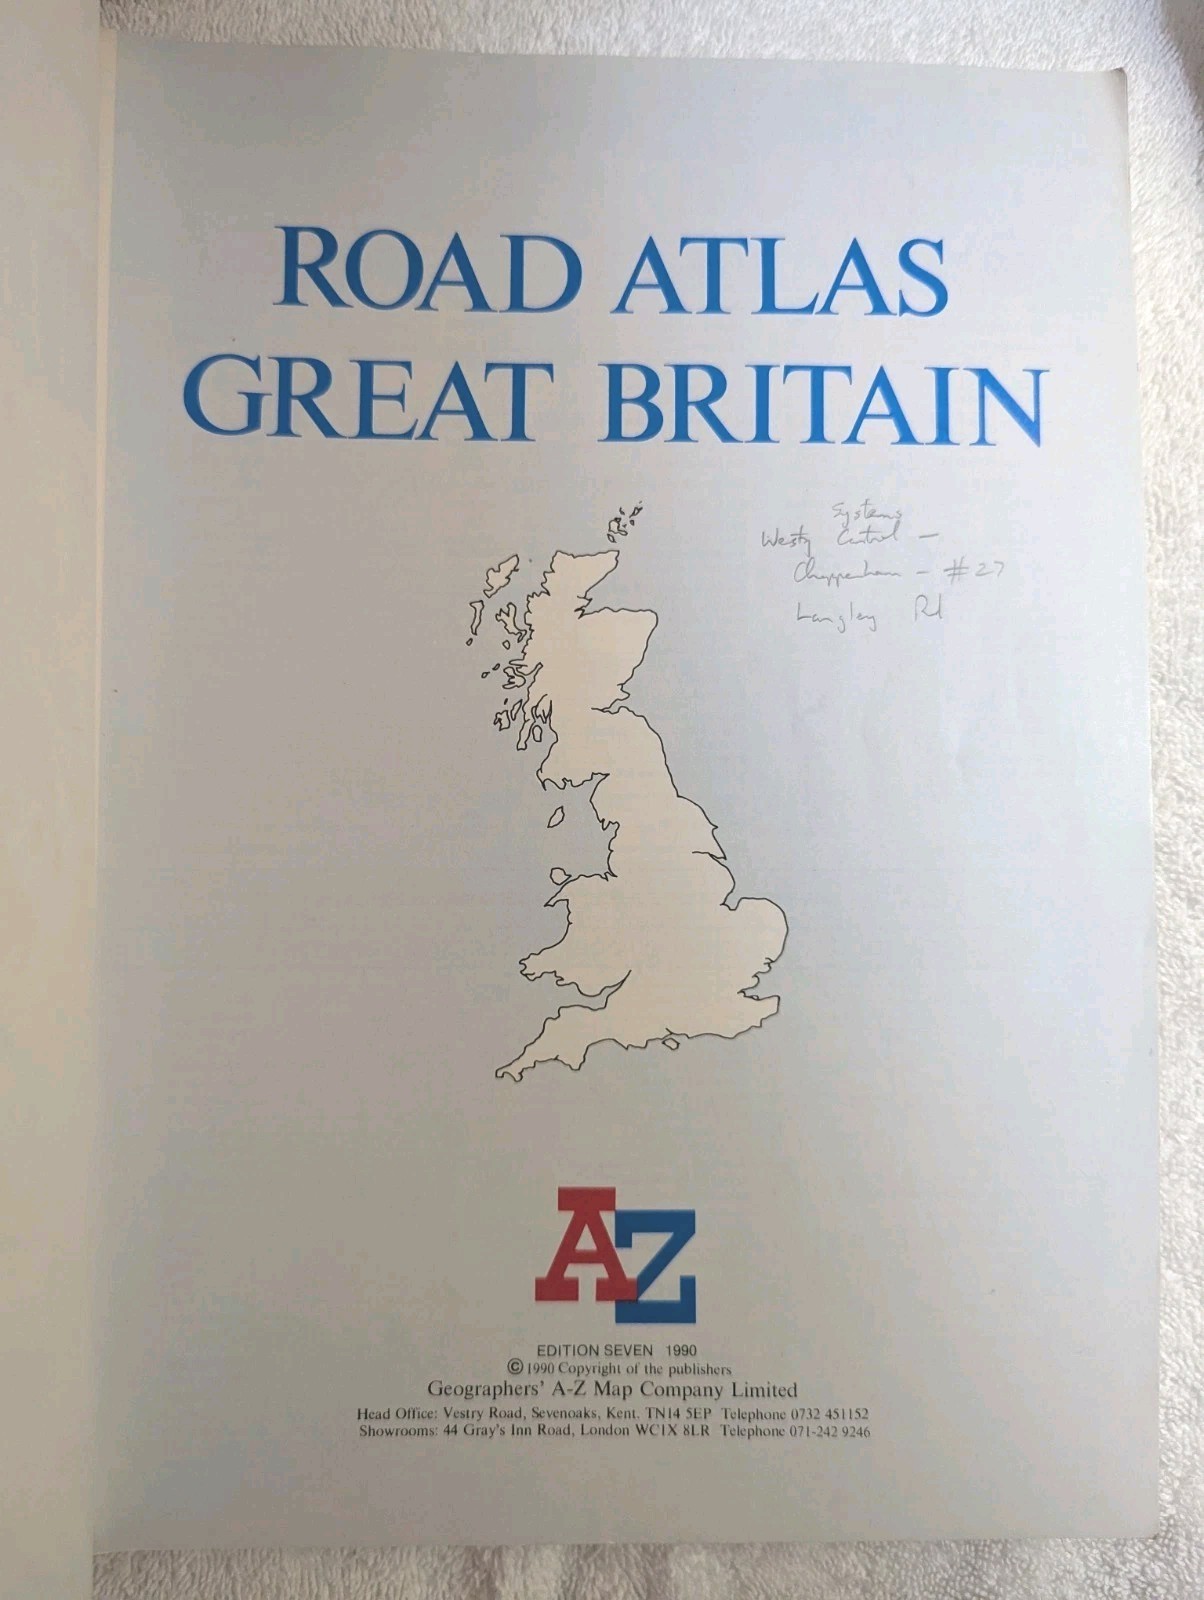 ROAD ATLAS
GREAT BRITAIN
Systems
Control –
Chippenham – #27
Langley Rd
AZ
EDITION SEVEN 1990
© 1990 Copyright of the publishers
Geographers' A-Z Map Company Limited
Head Office: Vestry Road, Sevenoaks, Kent. TN14 5EP Telephone 0732 451152
Showrooms: 44 Gray's Inn Road, London WC1X 8LR Telephone 071-242 9246